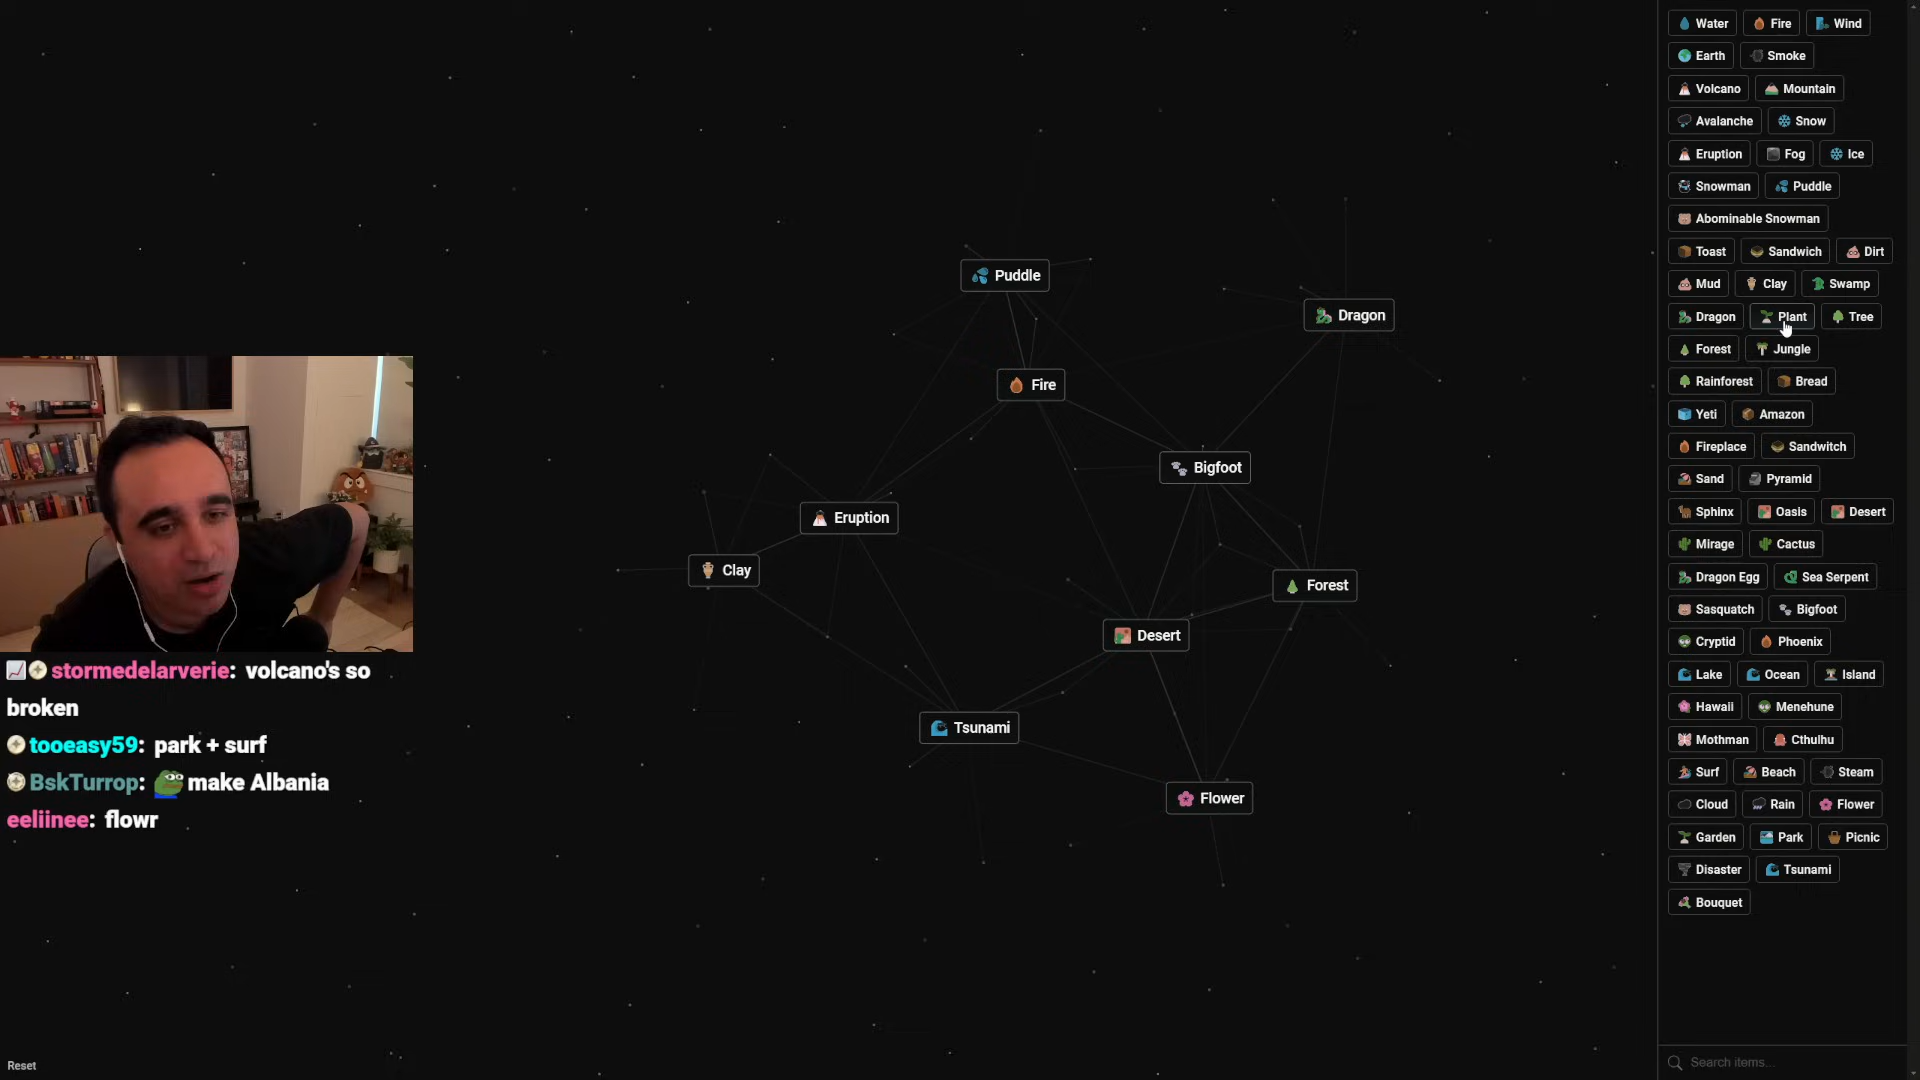 Water Fire Wind
Earth Smoke
Volcano Mountain
Avalanche Snow
Eruption Fog Ice
Snowman Puddle
Abominable Snowman
Toast Sandwich Dirt
Mud Clay Swamp
Dragon Plant Tree
Forest Jungle
Rainforest Bread
Yeti Amazon
Fireplace Sandwitch
Sand Pyramid
Sphinx Oasis Desert
Mirage Cactus
Dragon Egg Sea Serpent
Sasquatch Bigfoot
Cryptid Phoenix
Lake Ocean Island
Hawaii Menehune
Mothman Cthulhu
Surf Beach Steam
Cloud Rain Flower
Garden Park Picnic
Disaster Tsunami
Bouquet
Search items...
Puddle
Dragon
Fire
Bigfoot
Eruption
Clay
Forest
Desert
Tsunami
Flower
stormedelarverie: volcano's so
broken
tooeasy59: park + surf
BskTurrop: make Albania
eeliinee: flowr
Reset